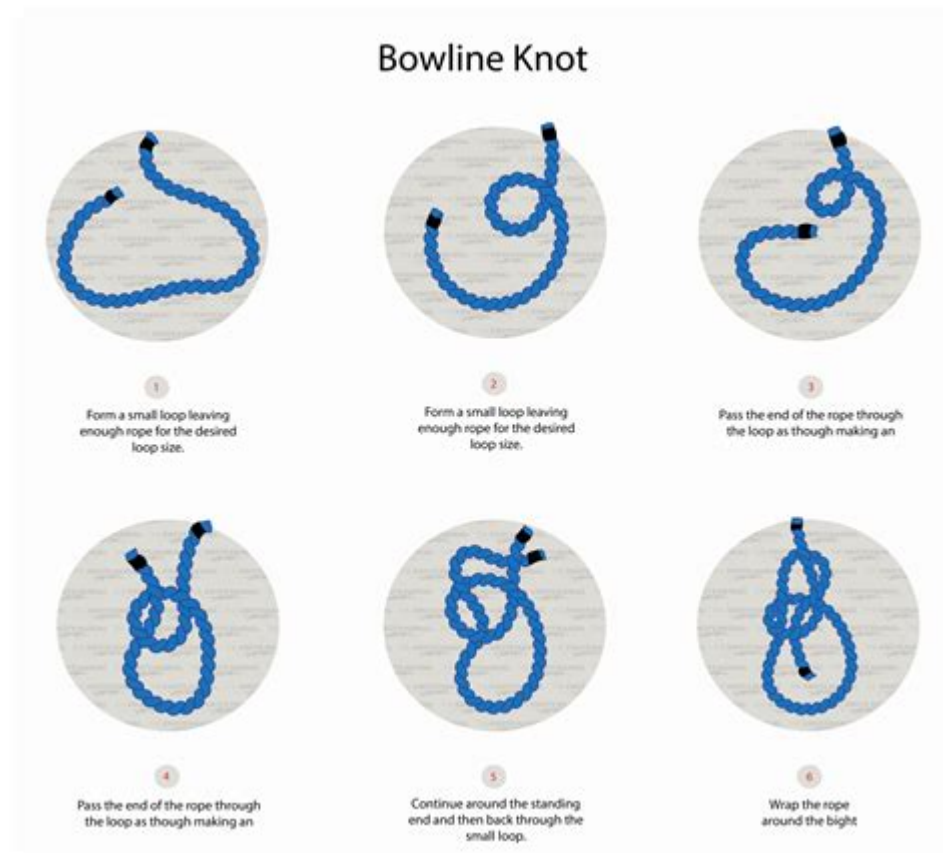 Bowline Knot
1
Form a small loop leaving
enough rope for the desired
loop size.
2
Form a small loop leaving
enough rope for the desired
loop size.
3
Pass the end of the rope through
the loop as though making an
4
Pass the end of the rope through
the loop as though making an
5
Continue around the standing
end and then back through the
small loop.
6
Wrap the rope
around the bight